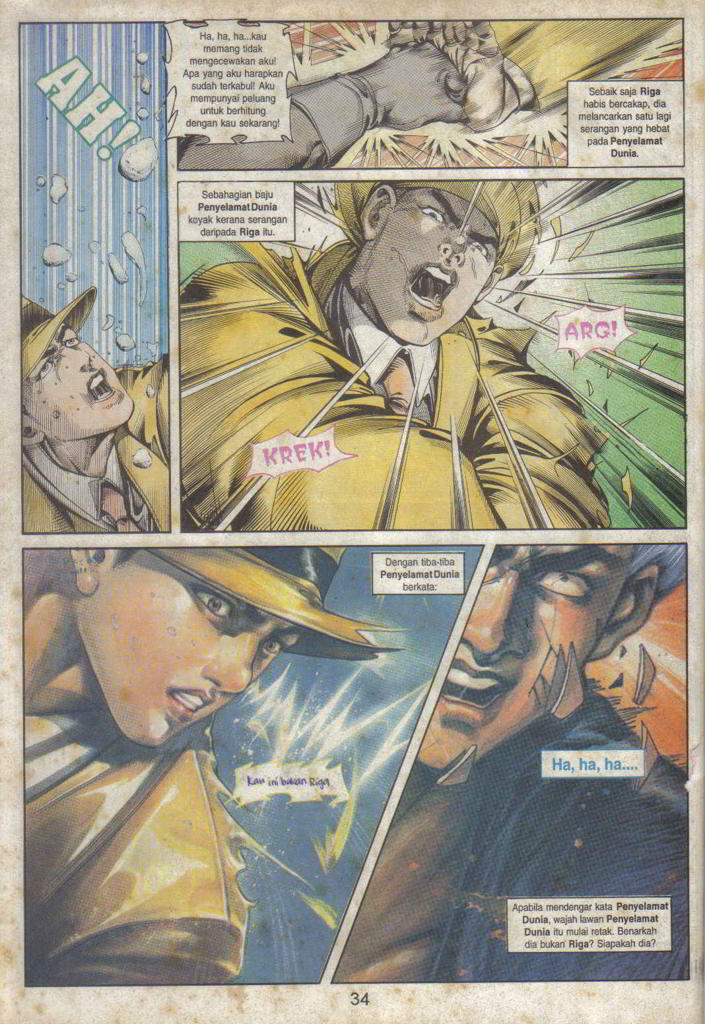 AH!
Ha, ha, ha...kau
memang tidak
mengecewakan aku!
Apa yang aku harapkan
sudah terkabul! Aku
mempunyai peluang
untuk berhitung
dengan kau sekarang!
Sebaik saja Riga
habis bercakap, dia
melancarkan satu lagi
serangan yang hebat
pada Penyelamat
Dunia.
Sebahagian baju
Penyelamat Dunia
koyak kerana serangan
daripada Riga itu.
ARG!
KREK!
Dengan tiba-tiba
Penyelamat Dunia
berkata:
Kau ini bukan Riga
Ha, ha, ha....
Apabila mendengar kata Penyelamat
Dunia, wajah lawan Penyelamat
Dunia itu mulai retak. Benarkah
dia bukan Riga? Siapakah dia?
34